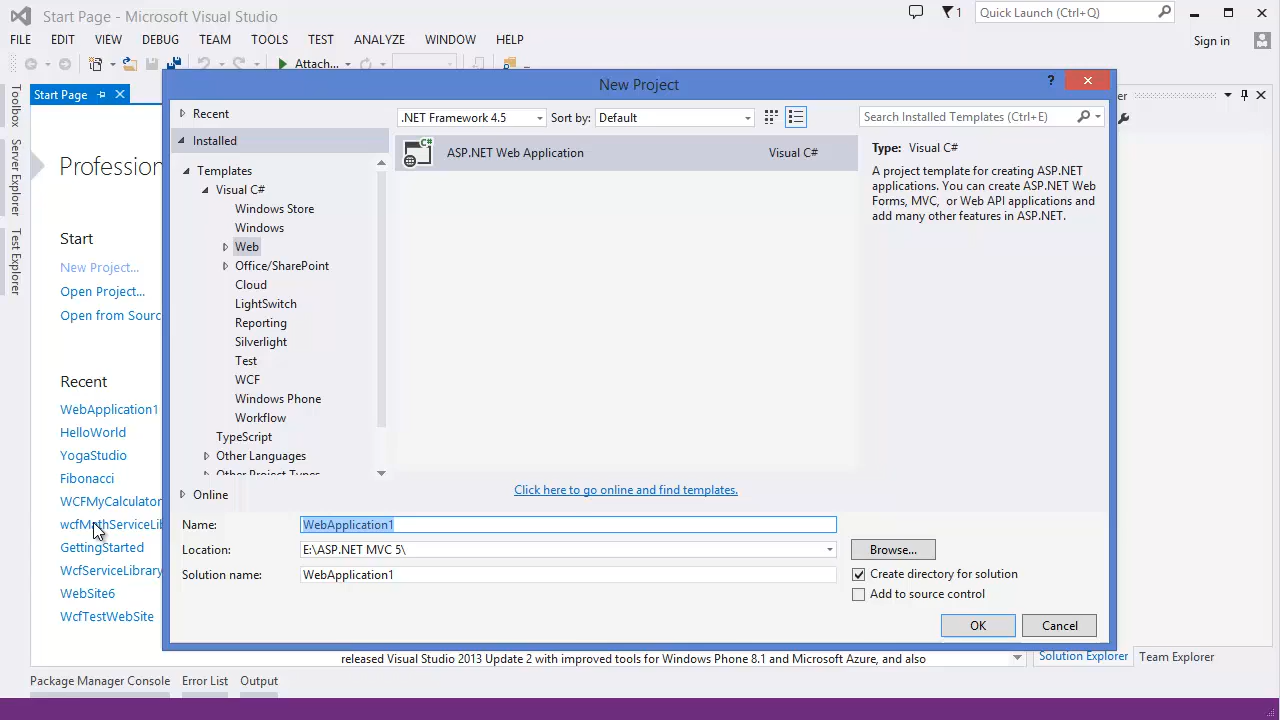 Start Page - Microsoft Visual Studio
1
Quick Launch (Ctrl+Q)
FILE EDIT VIEW DEBUG TEAM TOOLS TEST ANALYZE WINDOW HELP
Sign in
Attach...
Toolbox
Server Explorer
Test Explorer
Start Page
er
Profession
Start
New Project...
Open Project...
Open from Sourc
Recent
WebApplication1
HelloWorld
YogaStudio
Fibonacci
WCFMyCalculator
wcfMathServiceLib
GettingStarted
WcfServiceLibrary
WebSite6
WcfTestWebSite
New Project
?
Recent
Installed
Templates
Visual C#
Windows Store
Windows
Web
Office/SharePoint
Cloud
LightSwitch
Reporting
Silverlight
Test
WCF
Windows Phone
Workflow
TypeScript
Other Languages
Other Project Types
Online
.NET Framework 4.5
Sort by: Default
Search Installed Templates (Ctrl+E)
C#
ASP.NET Web Application Visual C#
Type: Visual C#
A project template for creating ASP.NET
applications. You can create ASP.NET Web
Forms, MVC, or Web API applications and
add many other features in ASP.NET.
Click here to go online and find templates.
Name: WebApplication1
Location: E:\ASP.NET MVC 5\
Browse...
Solution name: WebApplication1
Create directory for solution
Add to source control
OK Cancel
released Visual Studio 2013 Update 2 with improved tools for Windows Phone 8.1 and Microsoft Azure, and also
Solution Explorer Team Explorer
Package Manager Console Error List Output